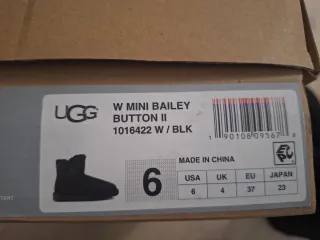 UGG
W MINI BAILEY
BUTTON II
1016422 W / BLK
6
MADE IN CHINA
USA UK EU JAPAN
6 4 37 23